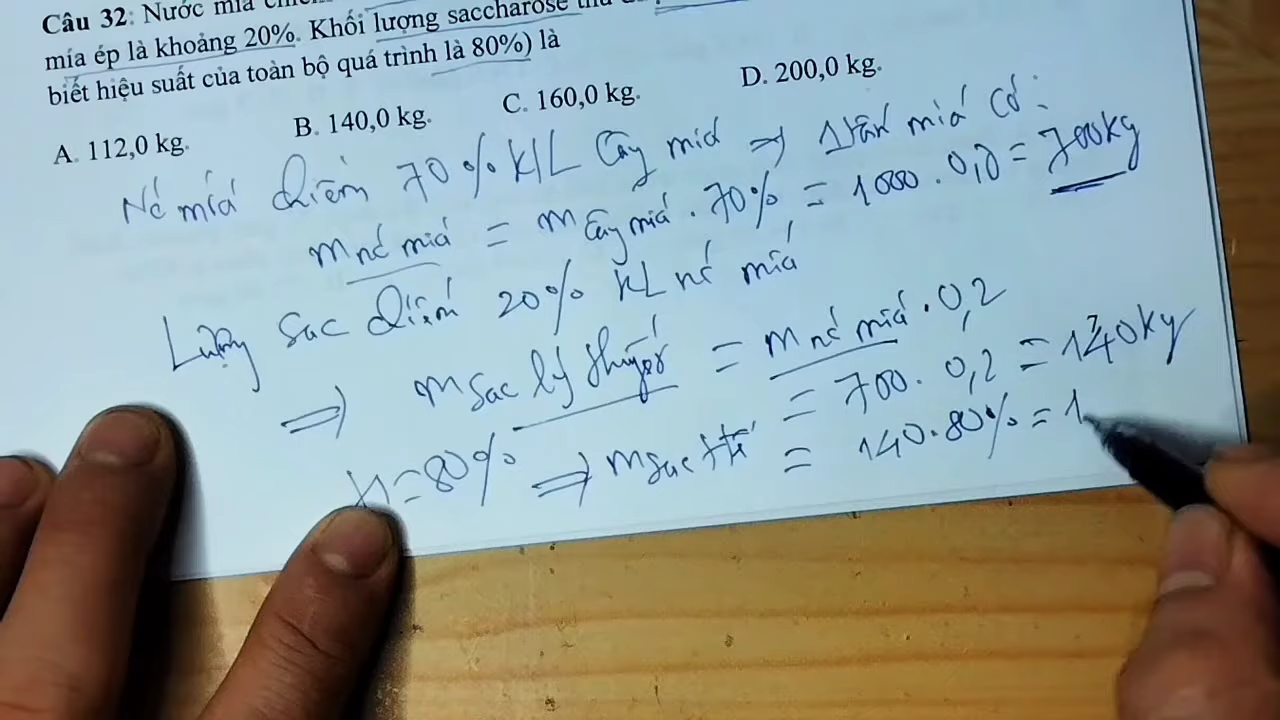 Câu 32: Nước mía
mía ép là khoảng 20%. Khối lượng saccharose thu
biết hiệu suất của toàn bộ quá trình là 80%) là
A. 112,0 kg. B. 140,0 kg. C. 160,0 kg. D. 200,0 kg.
Nc mía chiếm 70% KL Cây mía ⇒ 1 tấn mía Có:
m nc mía = m Cây mía . 70% = 1000 . 0,7 = 700kg
Lượng sac chiếm 20% KL nc mía
⇒ m sac lý thuyết = m nc mía . 0,2
= 700 . 0,2 = 140kg
H = 80% ⇒ m sac ttế = 140.80% = 1